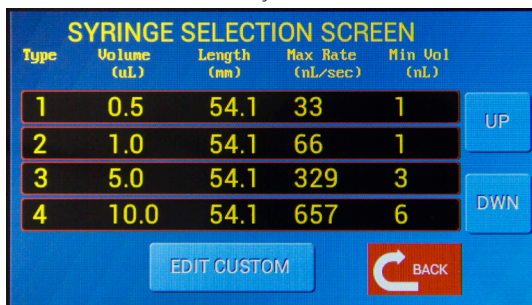 SYRINGE SELECTION SCREEN
Type Volume Length Max Rate Min Vol
(uL) (mm) (nL/sec) (nL)
1 0.5 54.1 33 1
2 1.0 54.1 66 1
UP
3 5.0 54.1 329 3
4 10.0 54.1 657 6
DWN
EDIT CUSTOM
BACK